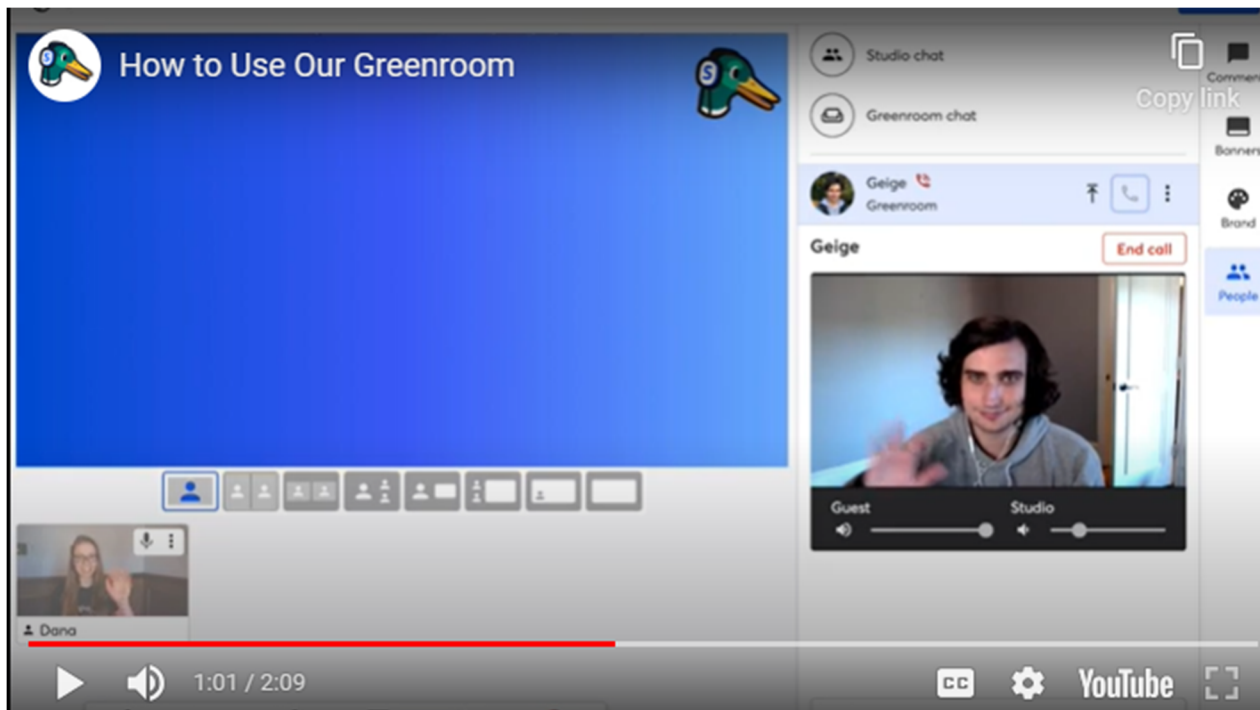 How to Use Our Greenroom
S
S
Studio chat
Copy link
Greenroom chat
Banners
Geige
Greenroom
Brand
Geige
End call
People
Guest
Studio
Dana
1:01 / 2:09
CC
YouTube